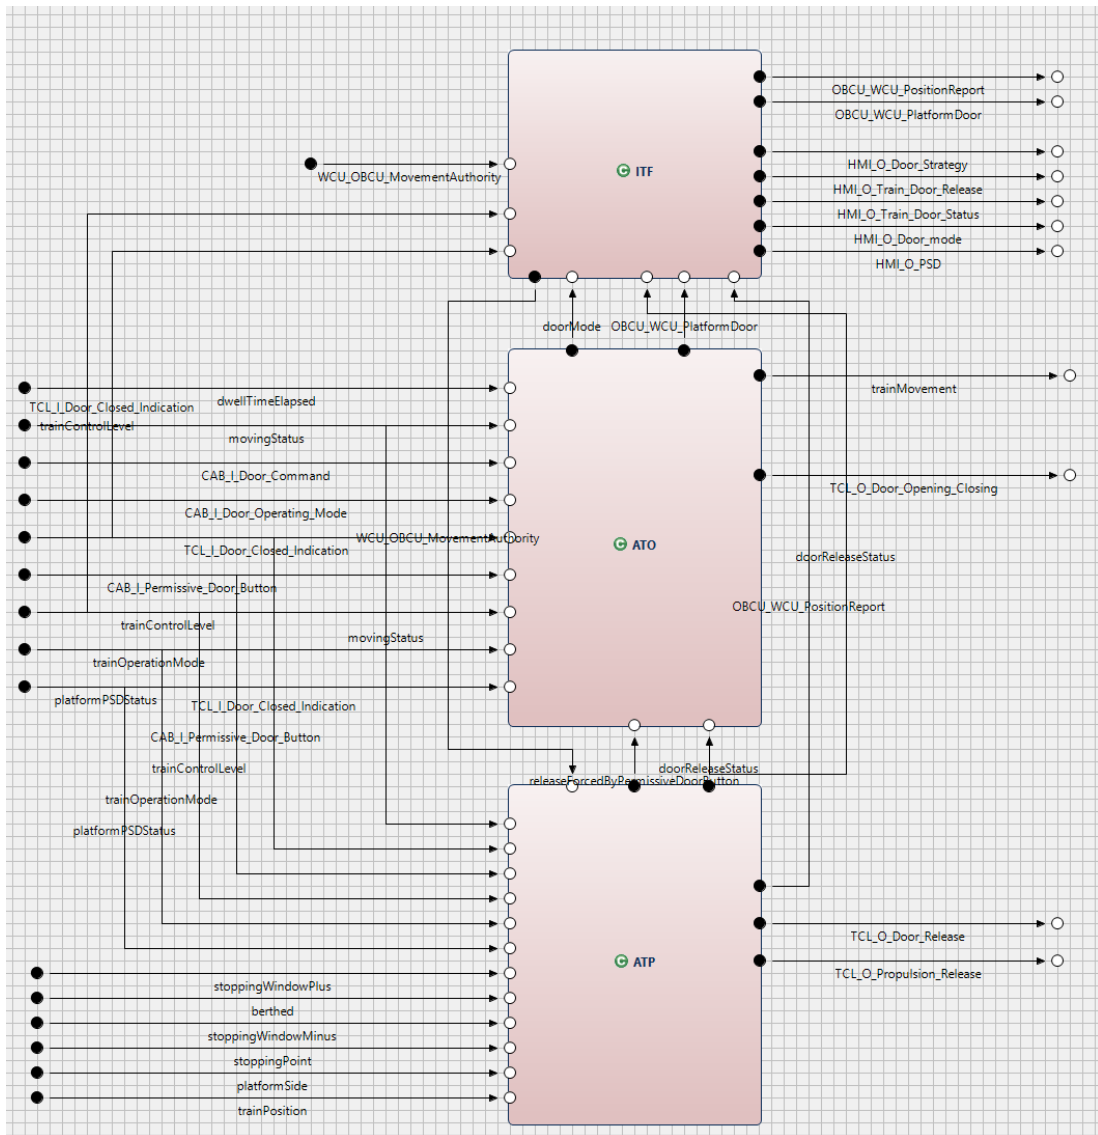 OBCU_WCU_PositionReport
OBCU_WCU_PlatformDoor
HMI_O_Door_Strategy
C ITF
WCU_OBCU_MovementAuthority
HMI_O_Train_Door_Release
HMI_O_Train_Door_Status
HMI_O_Door_mode
HMI_O_PSD
doorMode
OBCU_WCU_PlatformDoor
trainMovement
dwellTimeElapsed
TCL_I_Door_Closed_Indication
trainControlLevel
movingStatus
CAB_I_Door_Command
TCL_O_Door_Opening_Closing
CAB_I_Door_Operating_Mode
WCU_OBCU_MovementAuthority
C ATO
TCL_I_Door_Closed_Indication
doorReleaseStatus
CAB_I_Permissive_Door_Button
OBCU_WCU_PositionReport
trainControlLevel
movingStatus
trainOperationMode
platformPSDStatus
TCL_I_Door_Closed_Indication
CAB_I_Permissive_Door_Button
trainControlLevel
doorReleaseStatus
releaseForcedByPermissiveDoorButton
trainOperationMode
platformPSDStatus
TCL_O_Door_Release
C ATP
TCL_O_Propulsion_Release
stoppingWindowPlus
berthed
stoppingWindowMinus
stoppingPoint
platformSide
trainPosition